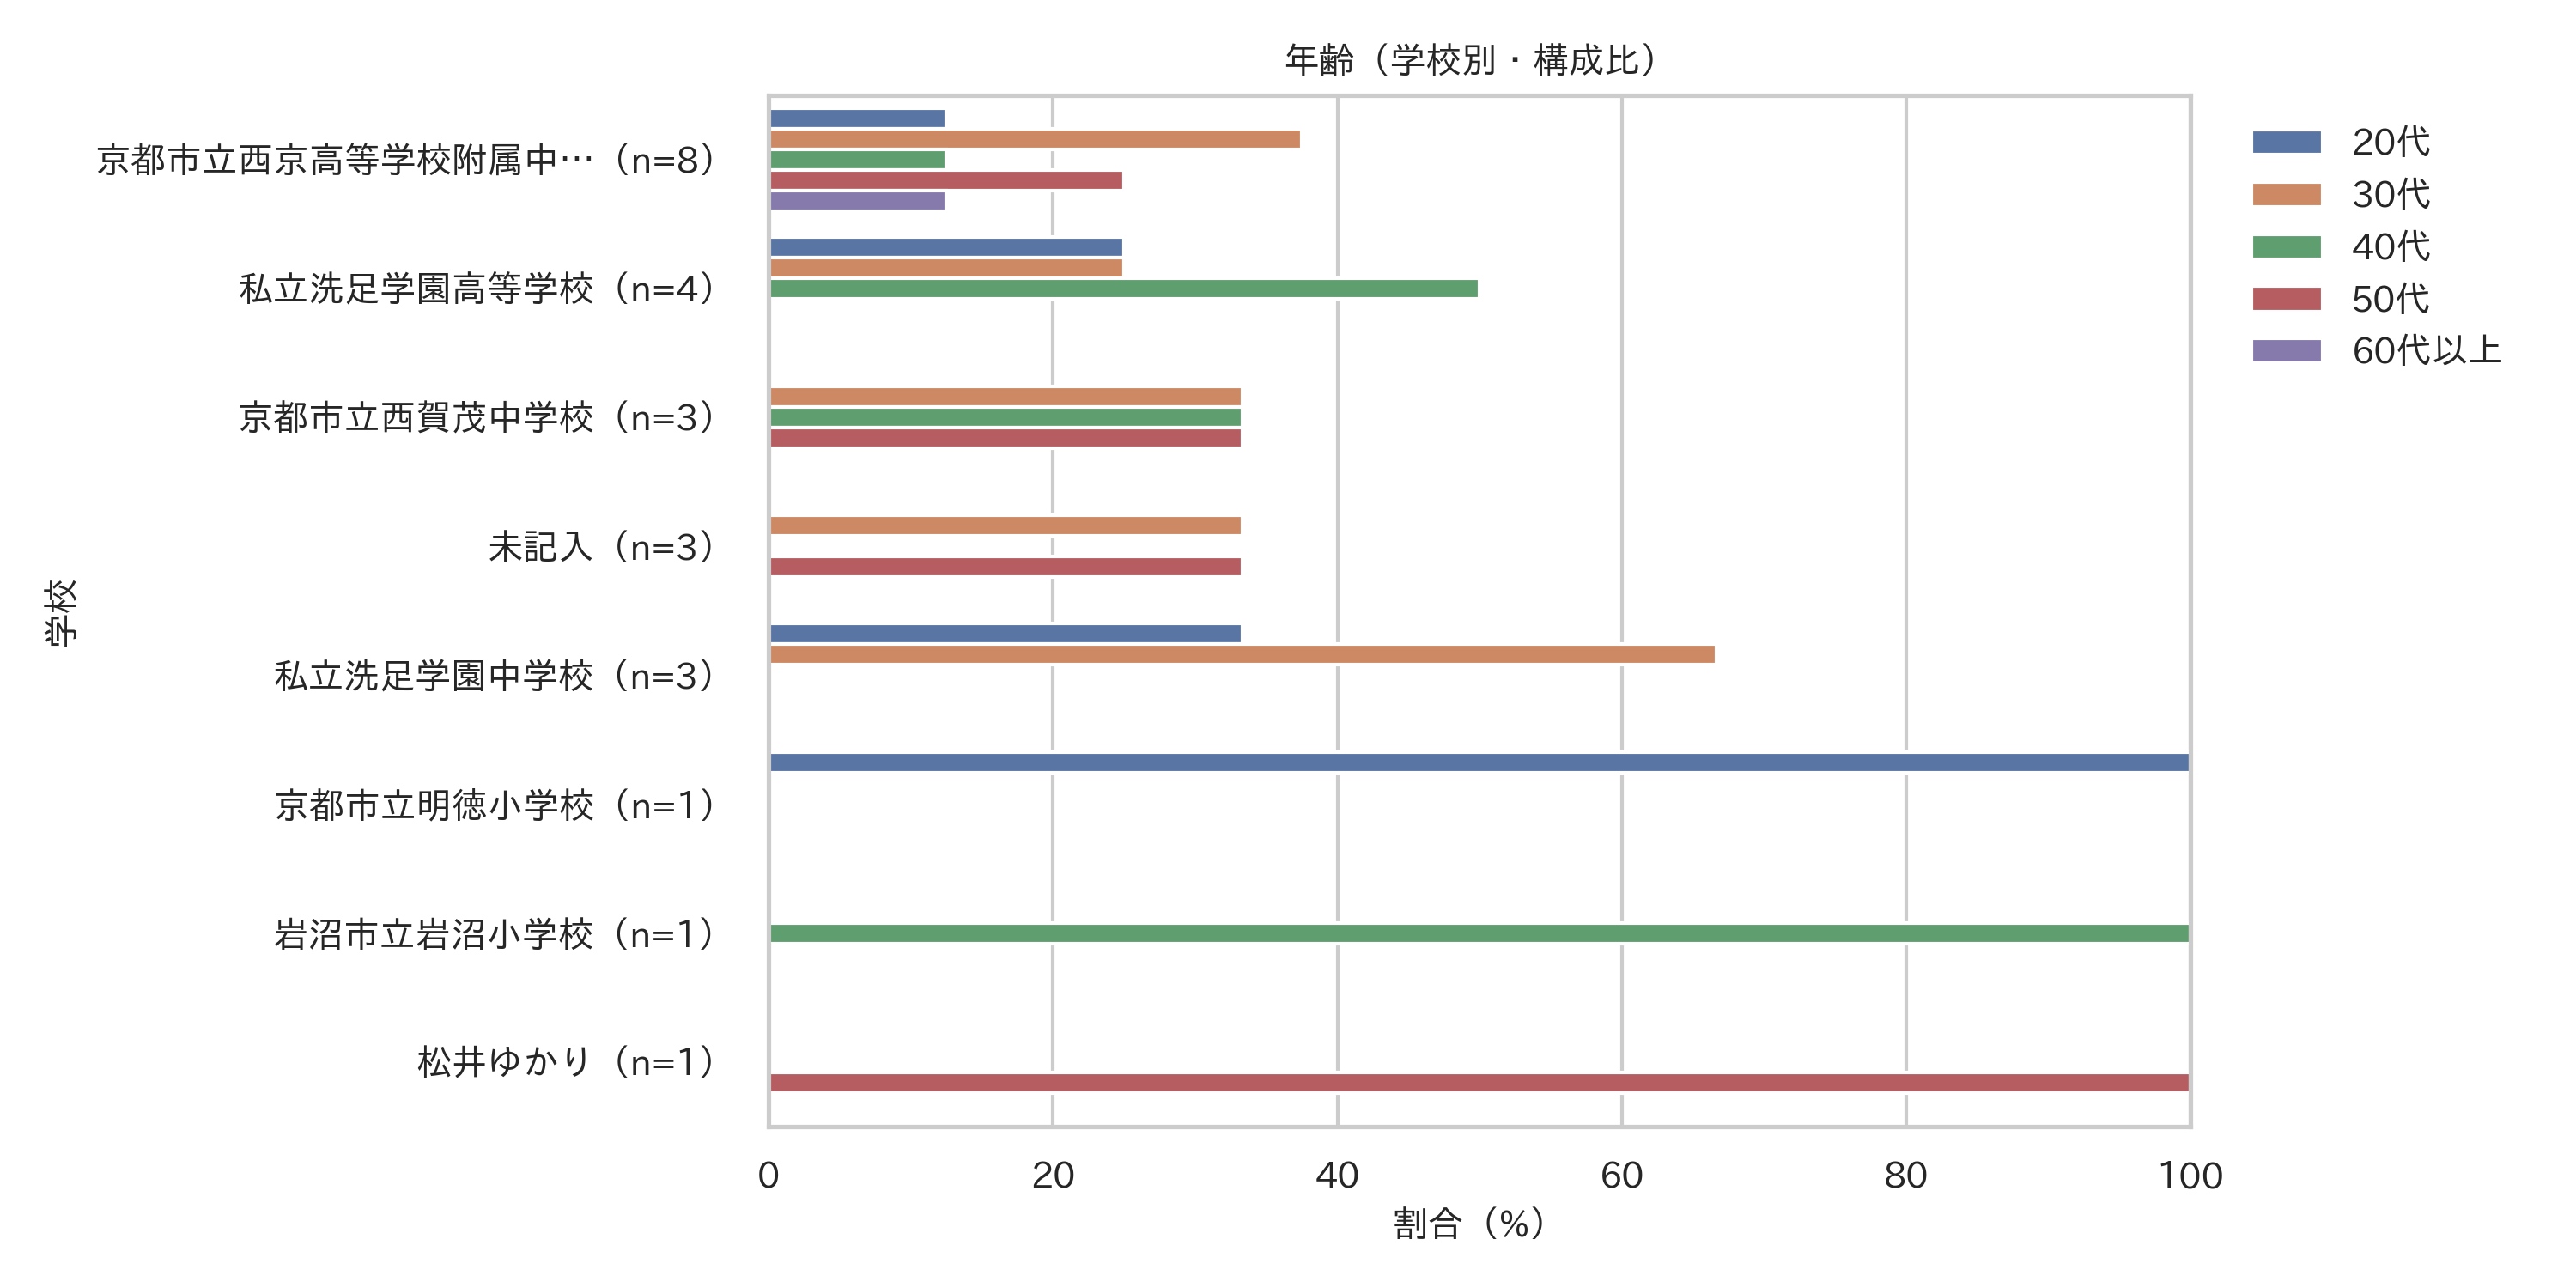 年齢（学校別・構成比）
京都市立西京高等学校附属中…（n=8）
私立洗足学園高等学校（n=4）
京都市立西賀茂中学校（n=3）
未記入（n=3）
私立洗足学園中学校（n=3）
京都市立明徳小学校（n=1）
岩沼市立岩沼小学校（n=1）
松井ゆかり（n=1）
学校
0 20 40 60 80 100
割合（%）
20代
30代
40代
50代
60代以上